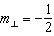 m⊥ = −1/2